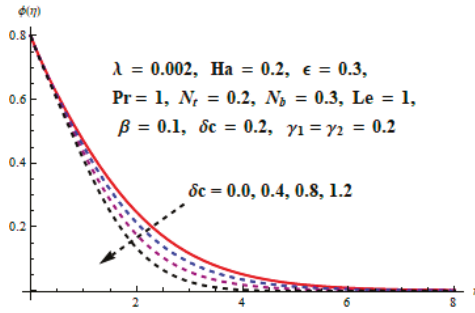 ϕ(η)
0.8
λ = 0.002, Ha = 0.2, ϵ = 0.3,
0.6
Pr = 1, Nt = 0.2, Nb = 0.3, Le = 1,
β = 0.1, δc = 0.2, γ1 = γ2 = 0.2
0.4
δc = 0.0, 0.4, 0.8, 1.2
0.2
2 4 6 8